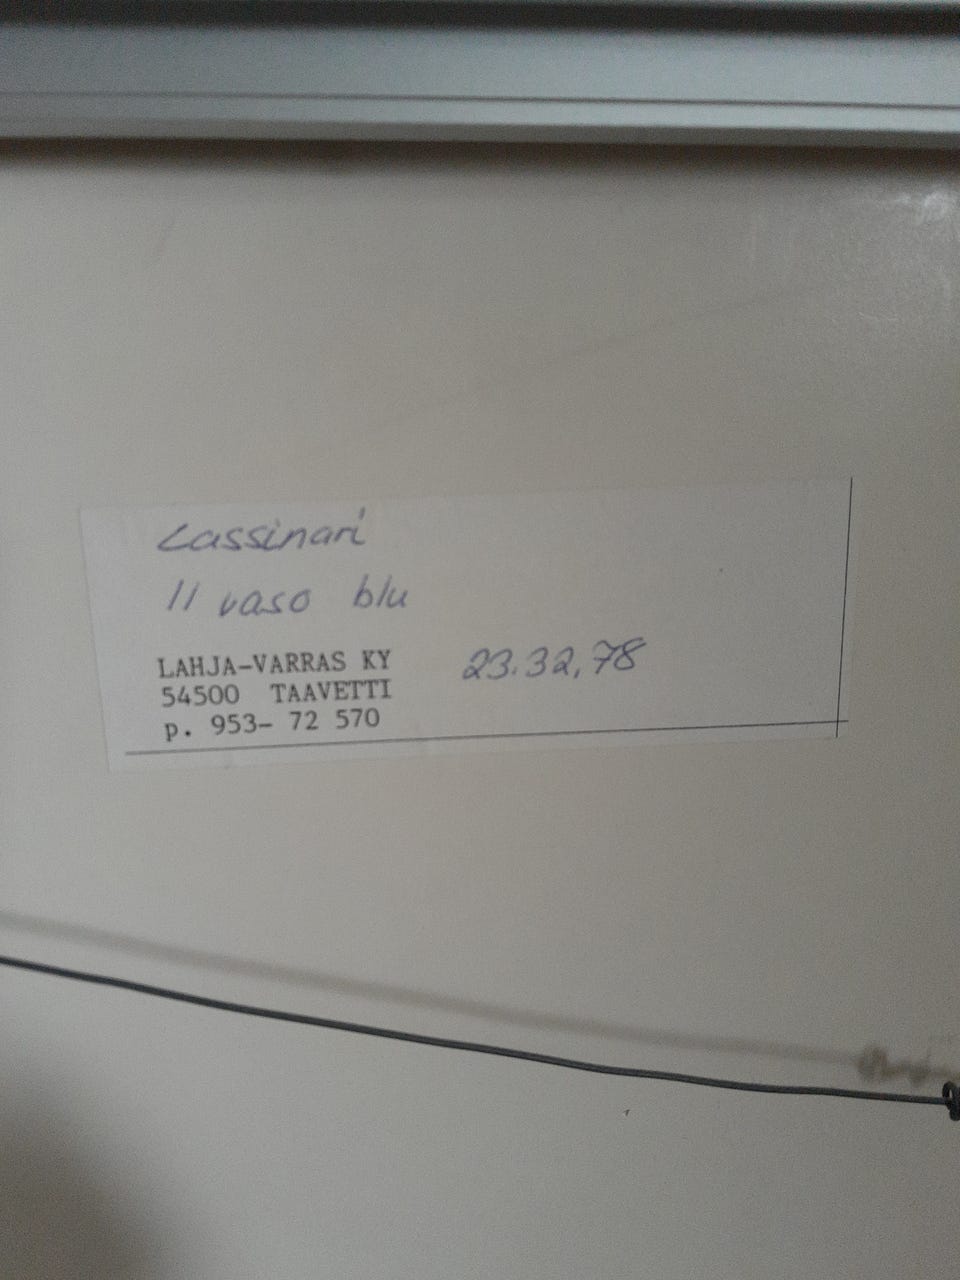 Cassinari
Il vaso blu
LAHJA-VARRAS KY 23.32,78
54500 TAAVETTI
p. 953- 72 570